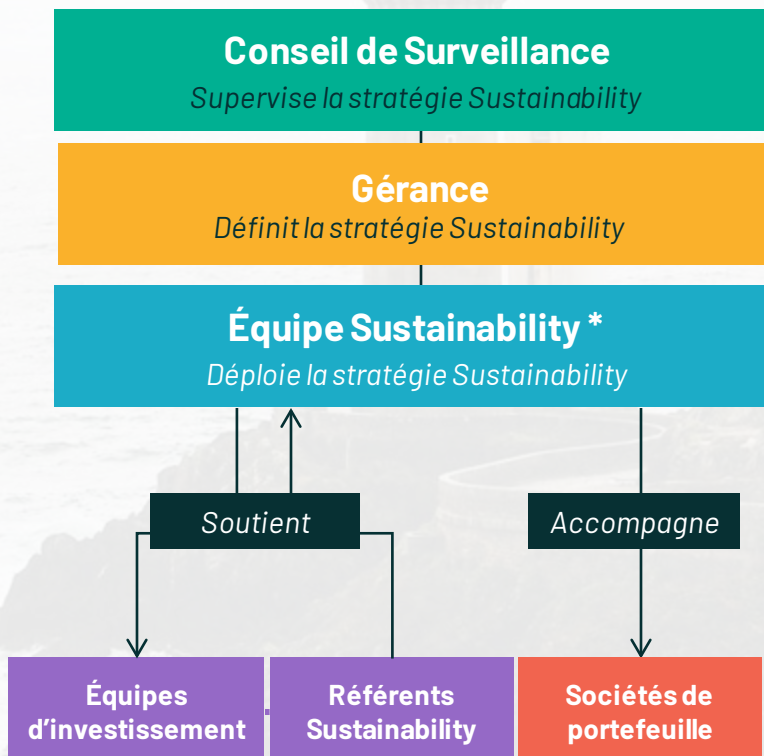 Conseil de Surveillance
Supervise la stratégie Sustainability
Gérance
Définit la stratégie Sustainability
Équipe Sustainability *
Déploie la stratégie Sustainability
Soutient
Accompagne
Équipes
d'investissement
Référents
Sustainability
Sociétés de
portefeuille